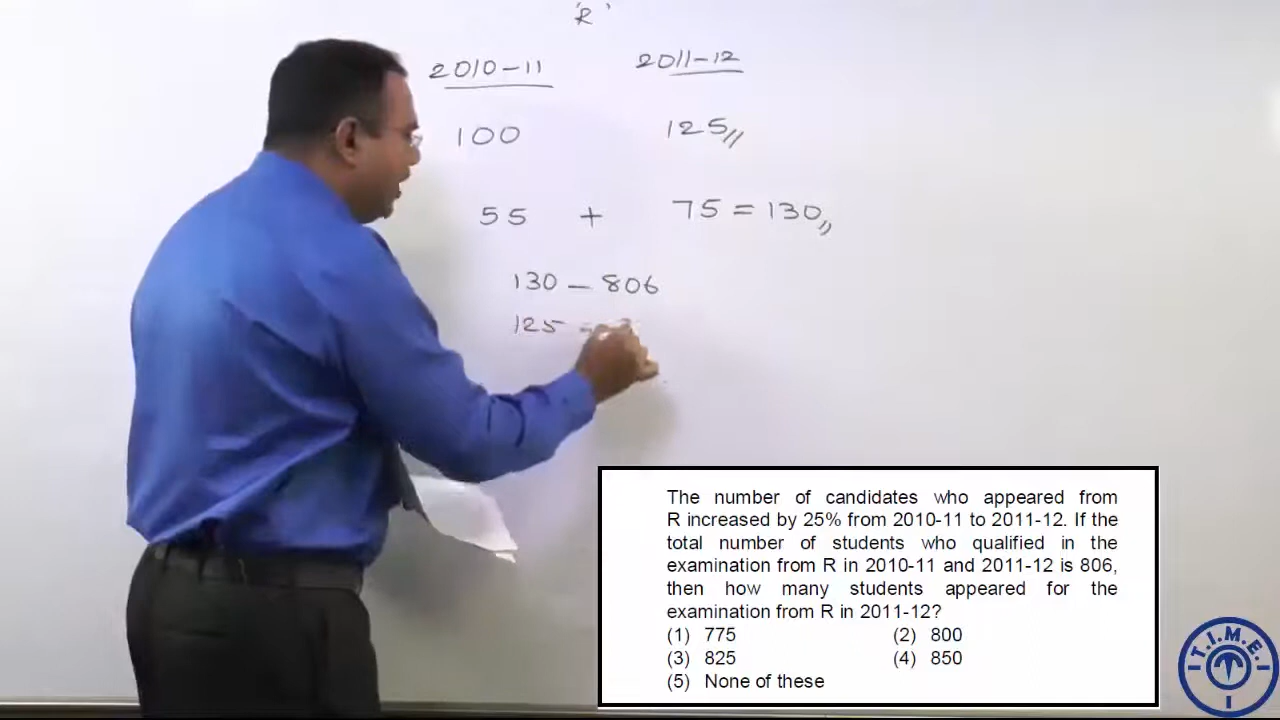 'R'
2010-11 2011-12
100 125//
55 + 75 = 130//
130 - 806
125 -
The number of candidates who appeared from
R increased by 25% from 2010-11 to 2011-12. If the
total number of students who qualified in the
examination from R in 2010-11 and 2011-12 is 806,
then how many students appeared for the
examination from R in 2011-12?
(1) 775 (2) 800
(3) 825 (4) 850
(5) None of these
T.I.M.E.